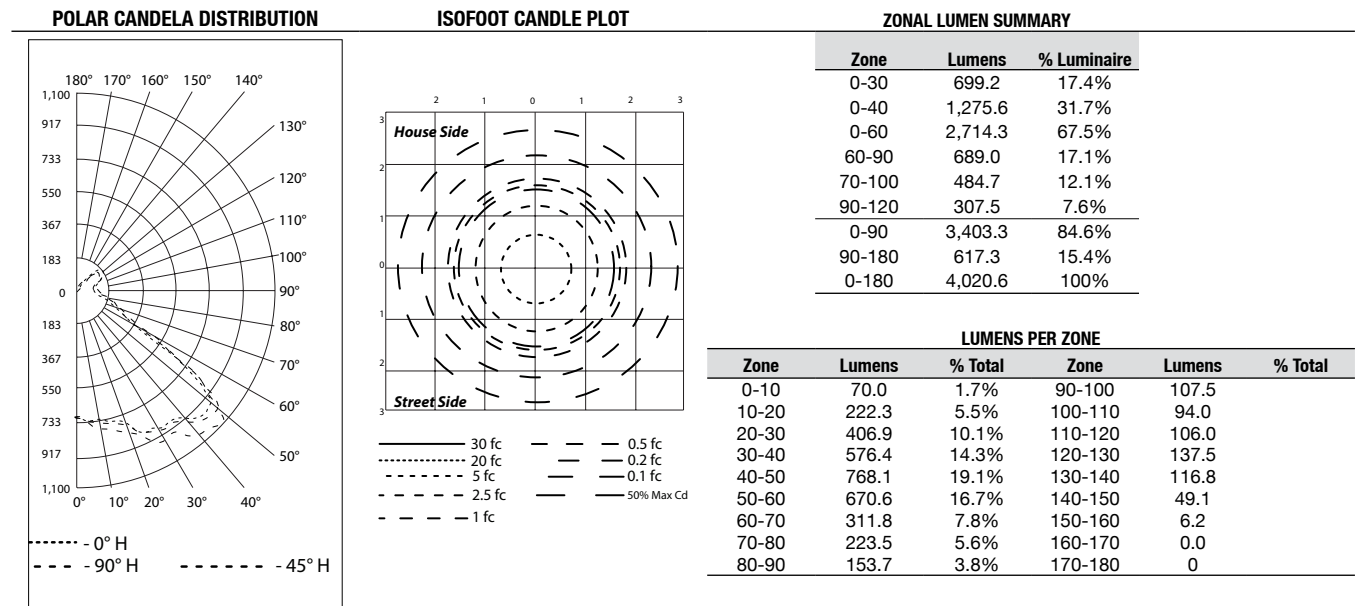 POLAR CANDELA DISTRIBUTION
180° 170° 160° 150° 140°
1,100
917
733
550
367
183
0
183
367
550
733
917
1,100
130°
120°
110°
100°
90°
80°
70°
60°
50°
0° 10° 20° 30° 40°
- 0° H
- 90° H - 45° H
ISOFOOT CANDLE PLOT
2 1 0 1 2 3
3
2
1
0
1
2
3
House Side
Street Side
30 fc 0.5 fc
20 fc 0.2 fc
5 fc 0.1 fc
2.5 fc 50% Max Cd
1 fc
ZONAL LUMEN SUMMARY
Zone Lumens % Luminaire
0-30 699.2 17.4%
0-40 1,275.6 31.7%
0-60 2,714.3 67.5%
60-90 689.0 17.1%
70-100 484.7 12.1%
90-120 307.5 7.6%
0-90 3,403.3 84.6%
90-180 617.3 15.4%
0-180 4,020.6 100%
LUMENS PER ZONE
Zone Lumens % Total Zone Lumens % Total
0-10 70.0 1.7% 90-100 107.5
10-20 222.3 5.5% 100-110 94.0
20-30 406.9 10.1% 110-120 106.0
30-40 576.4 14.3% 120-130 137.5
40-50 768.1 19.1% 130-140 116.8
50-60 670.6 16.7% 140-150 49.1
60-70 311.8 7.8% 150-160 6.2
70-80 223.5 5.6% 160-170 0.0
80-90 153.7 3.8% 170-180 0